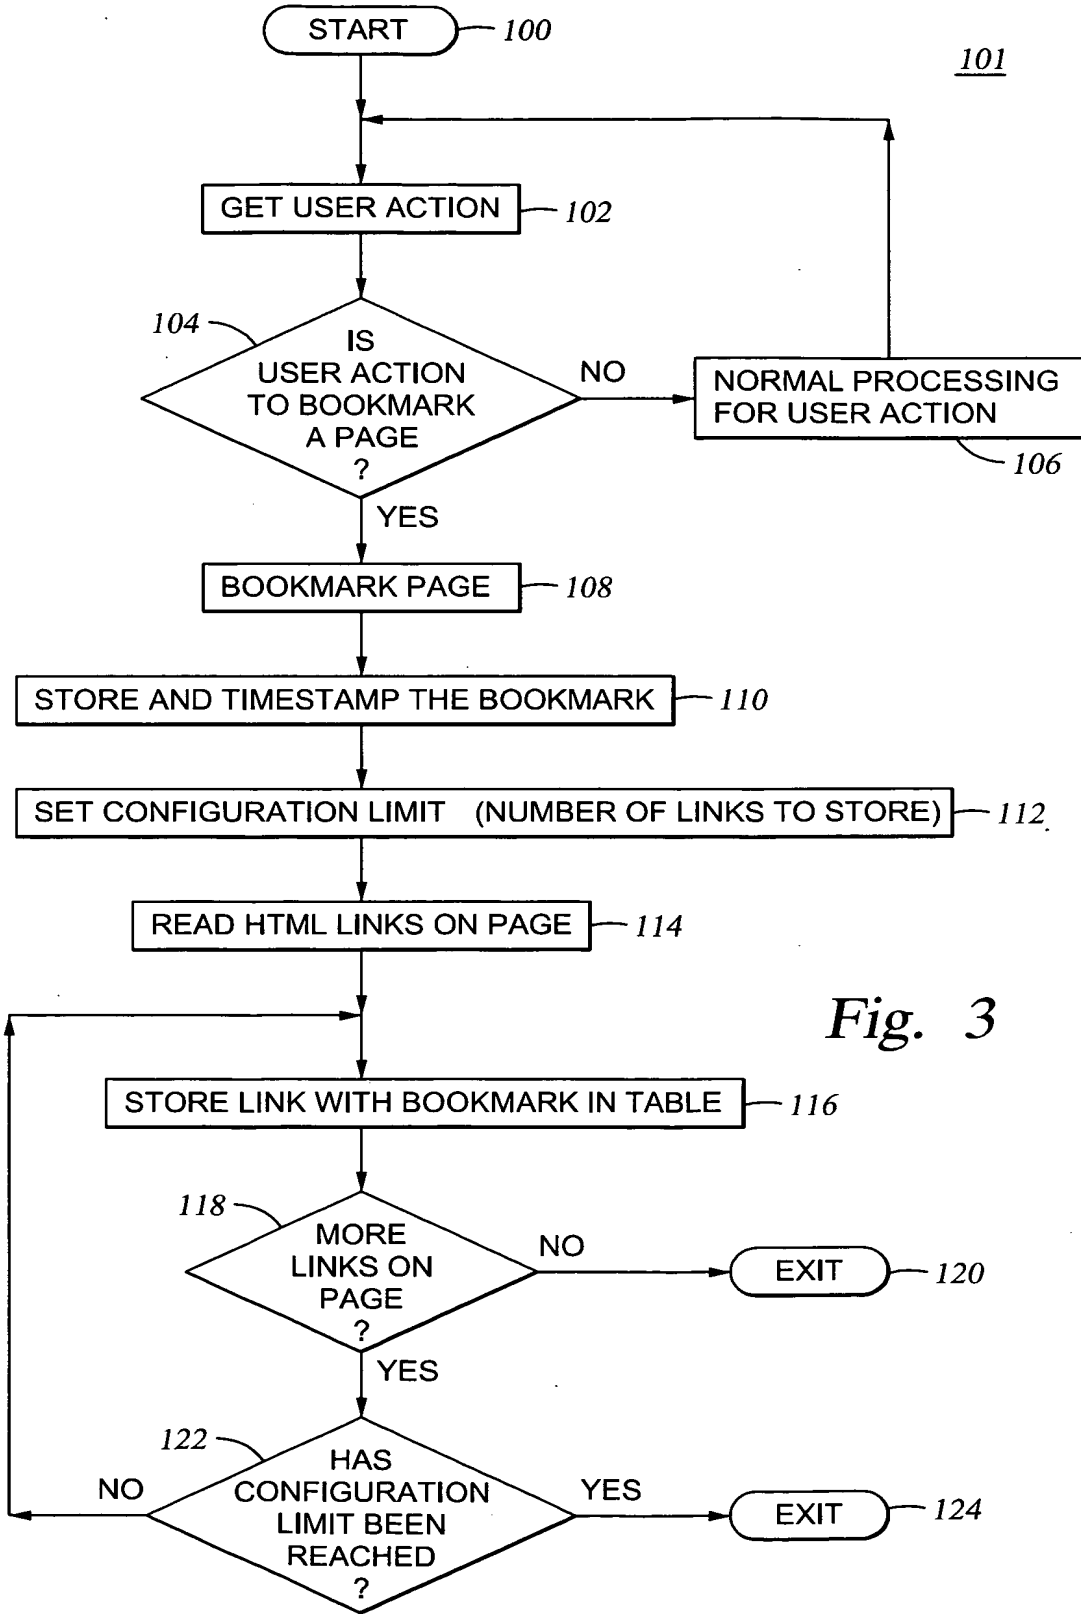 START
100
101
GET USER ACTION
102
104
IS
USER ACTION
TO BOOKMARK
A PAGE
?
NO
NORMAL PROCESSING
FOR USER ACTION
106
YES
BOOKMARK PAGE
108
STORE AND TIMESTAMP THE BOOKMARK
110
SET CONFIGURATION LIMIT (NUMBER OF LINKS TO STORE)
112
READ HTML LINKS ON PAGE
114
Fig. 3
STORE LINK WITH BOOKMARK IN TABLE
116
118
MORE
LINKS ON
PAGE
?
NO
EXIT
120
YES
122
HAS
CONFIGURATION
LIMIT BEEN
REACHED
?
NO
YES
EXIT
124